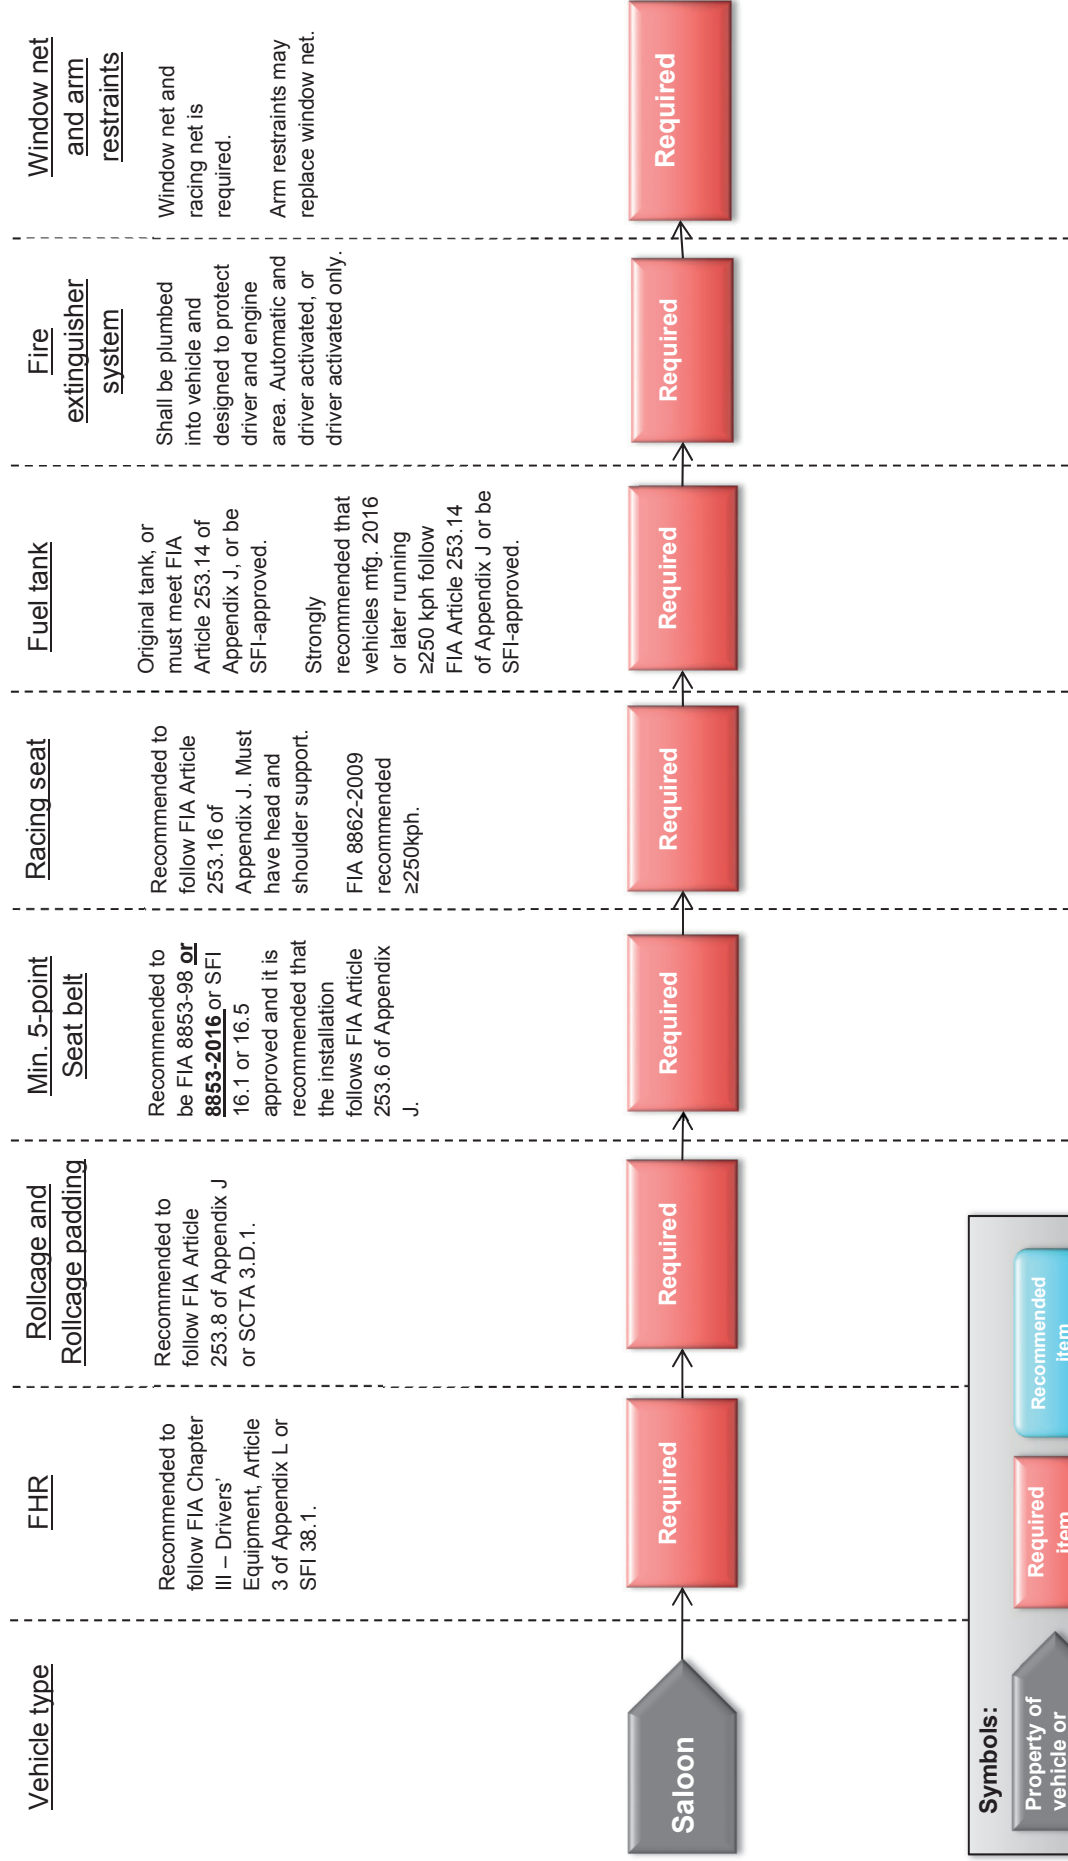 Vehicle type
FHR
Recommended to
follow FIA Chapter
III – Drivers’
Equipment, Article
3 of Appendix L or
SFI 38.1.
Rollcage and
Rollcage padding
Recommended to
follow FIA Article
253.8 of Appendix J
or SCTA 3.D.1.
Min. 5-point
Seat belt
Recommended to
be FIA 8853-98 or
8853-2016 or SFI
16.1 or 16.5
approved and it is
recommended that
the installation
follows FIA Article
253.6 of Appendix
J.
Racing seat
Recommended to
follow FIA Article
253.16 of
Appendix J. Must
have head and
shoulder support.
FIA 8862-2009
recommended
≥250kph.
Fuel tank
Original tank, or
must meet FIA
Article 253.14 of
Appendix J, or be
SFI-approved.
Strongly
recommended that
vehicles mfg. 2016
or later running
≥250 kph follow
FIA Article 253.14
of Appendix J or be
SFI-approved.
Fire
extinguisher
system
Shall be plumbed
into vehicle and
designed to protect
driver and engine
area. Automatic and
driver activated, or
driver activated only.
Window net
and arm
restraints
Window net and
racing net is
required.
Arm restraints may
replace window net.
Saloon
Required
Required
Required
Required
Required
Required
Required
Symbols:
Property of
vehicle or
Required
item
Recommended
item